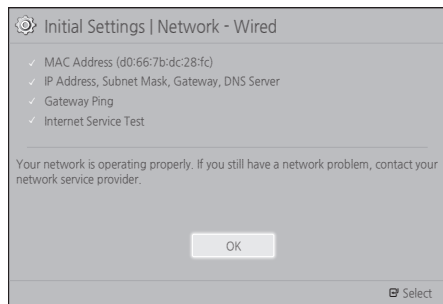 Initial Settings | Network - Wired
MAC Address (d0:66:7b:dc:28:fc)
IP Address, Subnet Mask, Gateway, DNS Server
Gateway Ping
Internet Service Test
Your network is operating properly. If you still have a network problem, contact your
network service provider.
OK
Select